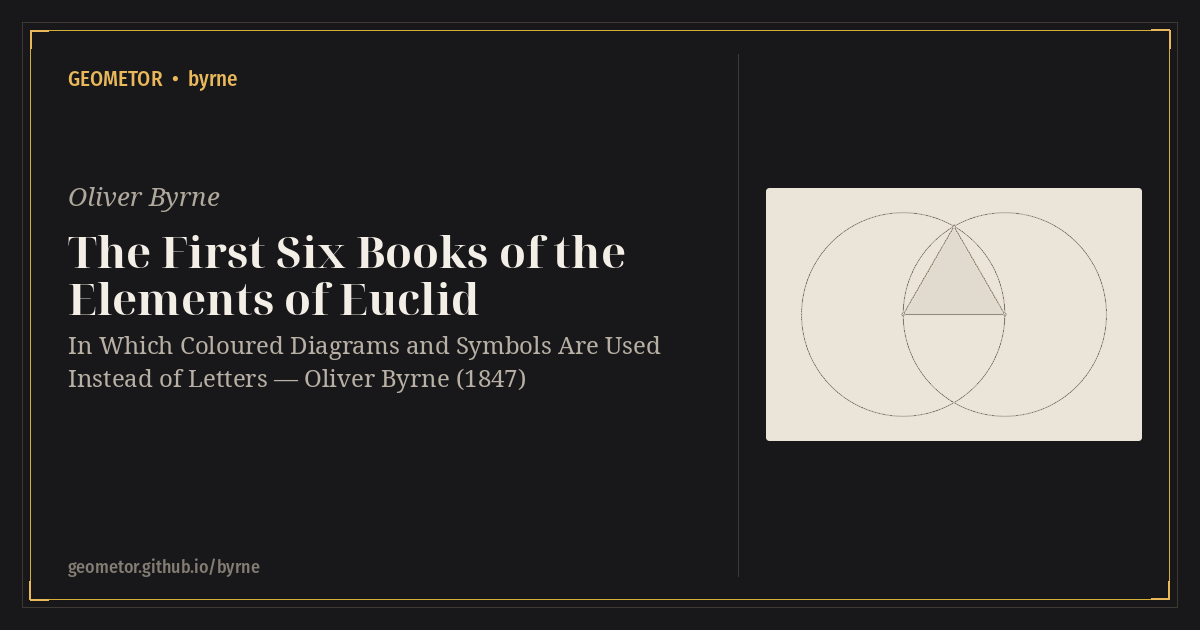 GEOMETOR • byrne
Oliver Byrne
The First Six Books of the
Elements of Euclid
In Which Coloured Diagrams and Symbols Are Used
Instead of Letters — Oliver Byrne (1847)
geometor.github.io/byrne